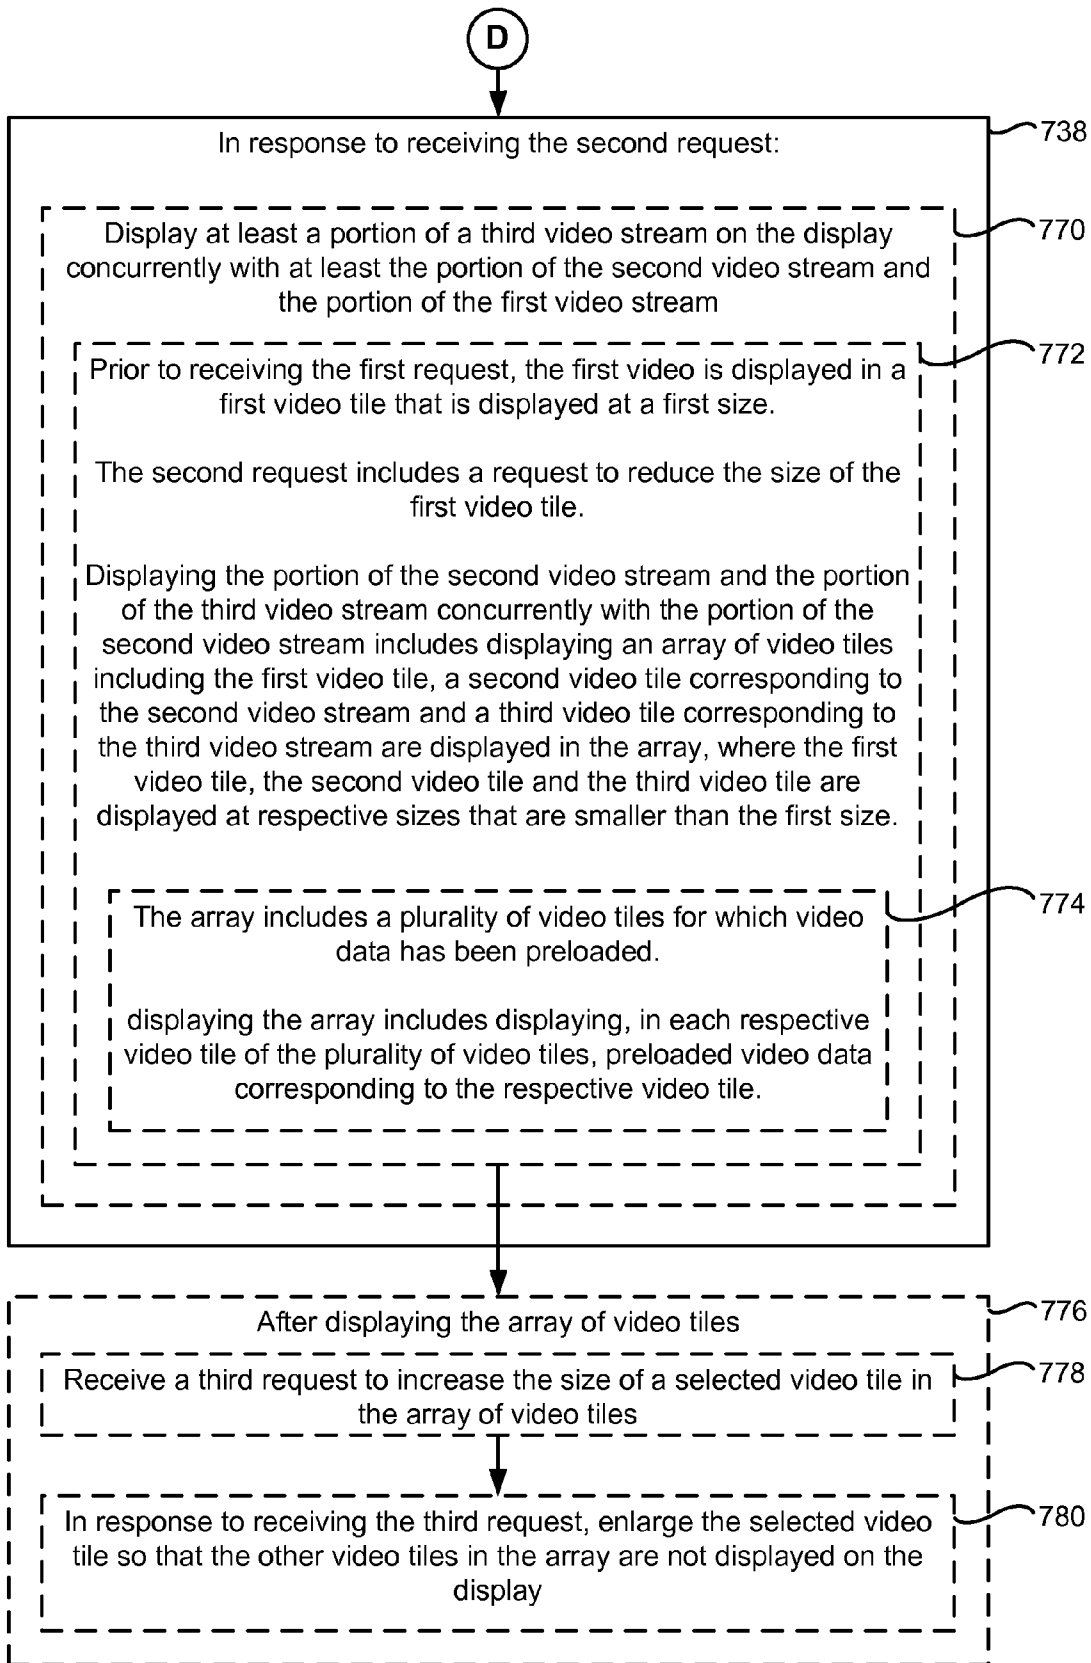 D
In response to receiving the second request:
738
Display at least a portion of a third video stream on the display
concurrently with at least the portion of the second video stream and
the portion of the first video stream
770
Prior to receiving the first request, the first video is displayed in a
first video tile that is displayed at a first size.
772
The second request includes a request to reduce the size of the
first video tile.
Displaying the portion of the second video stream and the portion
of the third video stream concurrently with the portion of the
second video stream includes displaying an array of video tiles
including the first video tile, a second video tile corresponding to
the second video stream and a third video tile corresponding to
the third video stream are displayed in the array, where the first
video tile, the second video tile and the third video tile are
displayed at respective sizes that are smaller than the first size.
The array includes a plurality of video tiles for which video
data has been preloaded.
774
displaying the array includes displaying, in each respective
video tile of the plurality of video tiles, preloaded video data
corresponding to the respective video tile.
After displaying the array of video tiles
776
Receive a third request to increase the size of a selected video tile in
the array of video tiles
778
In response to receiving the third request, enlarge the selected video
tile so that the other video tiles in the array are not displayed on the
display
780